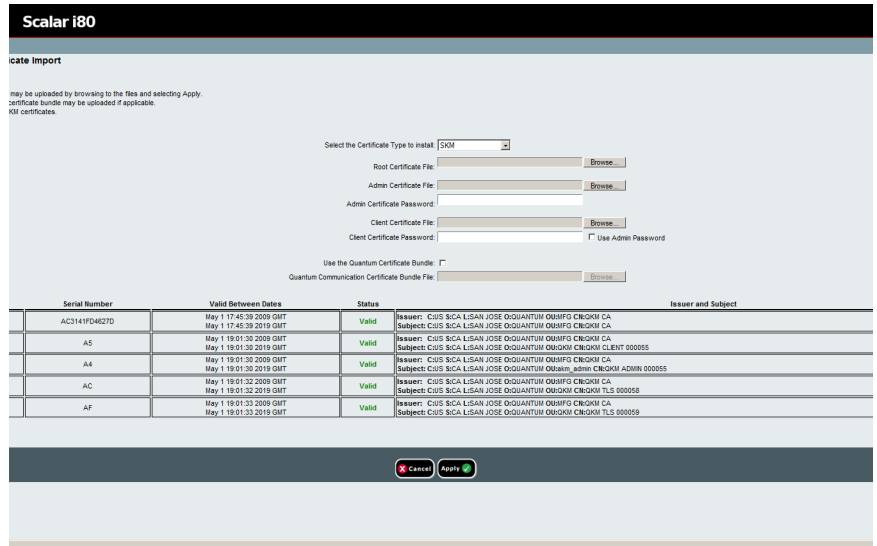 Scalar i80
icate Import
may be uploaded by browsing to the files and selecting Apply.
certificate bundle may be uploaded if applicable.
KM certificates.
Select the Certificate Type to install: SKM
Root Certificate File: Browse...
Admin Certificate File: Browse...
Admin Certificate Password:
Client Certificate File: Browse...
Client Certificate Password: Use Admin Password
Use the Quantum Certificate Bundle:
Quantum Communication Certificate Bundle File: Browse...
Serial Number Valid Between Dates Status Issuer and Subject
AC3141FD4627D May 1 17:45:39 2009 GMT Valid Issuer: C:US S:CA L:SAN JOSE O:QUANTUM OU:MFG CN:QKM CA
May 1 17:45:39 2019 GMT Subject: C:US S:CA L:SAN JOSE O:QUANTUM OU:MFG CN:QKM CA
A5 May 1 19:01:30 2009 GMT Valid Issuer: C:US S:CA L:SAN JOSE O:QUANTUM OU:MFG CN:QKM CA
May 1 19:01:30 2019 GMT Subject: C:US S:CA L:SAN JOSE O:QUANTUM OU:QKM CN:QKM CLIENT 000055
A4 May 1 19:01:30 2009 GMT Valid Issuer: C:US S:CA L:SAN JOSE O:QUANTUM OU:MFG CN:QKM CA
May 1 19:01:30 2019 GMT Subject: C:US S:CA L:SAN JOSE O:QUANTUM OU:akm_admin CN:QKM ADMIN 000055
AC May 1 19:01:32 2009 GMT Valid Issuer: C:US S:CA L:SAN JOSE O:QUANTUM OU:MFG CN:QKM CA
May 1 19:01:32 2019 GMT Subject: C:US S:CA L:SAN JOSE O:QUANTUM OU:QKM CN:QKM TLS 000058
AF May 1 19:01:33 2009 GMT Valid Issuer: C:US S:CA L:SAN JOSE O:QUANTUM OU:MFG CN:QKM CA
May 1 19:01:33 2019 GMT Subject: C:US S:CA L:SAN JOSE O:QUANTUM OU:QKM CN:QKM TLS 000059
Cancel Apply